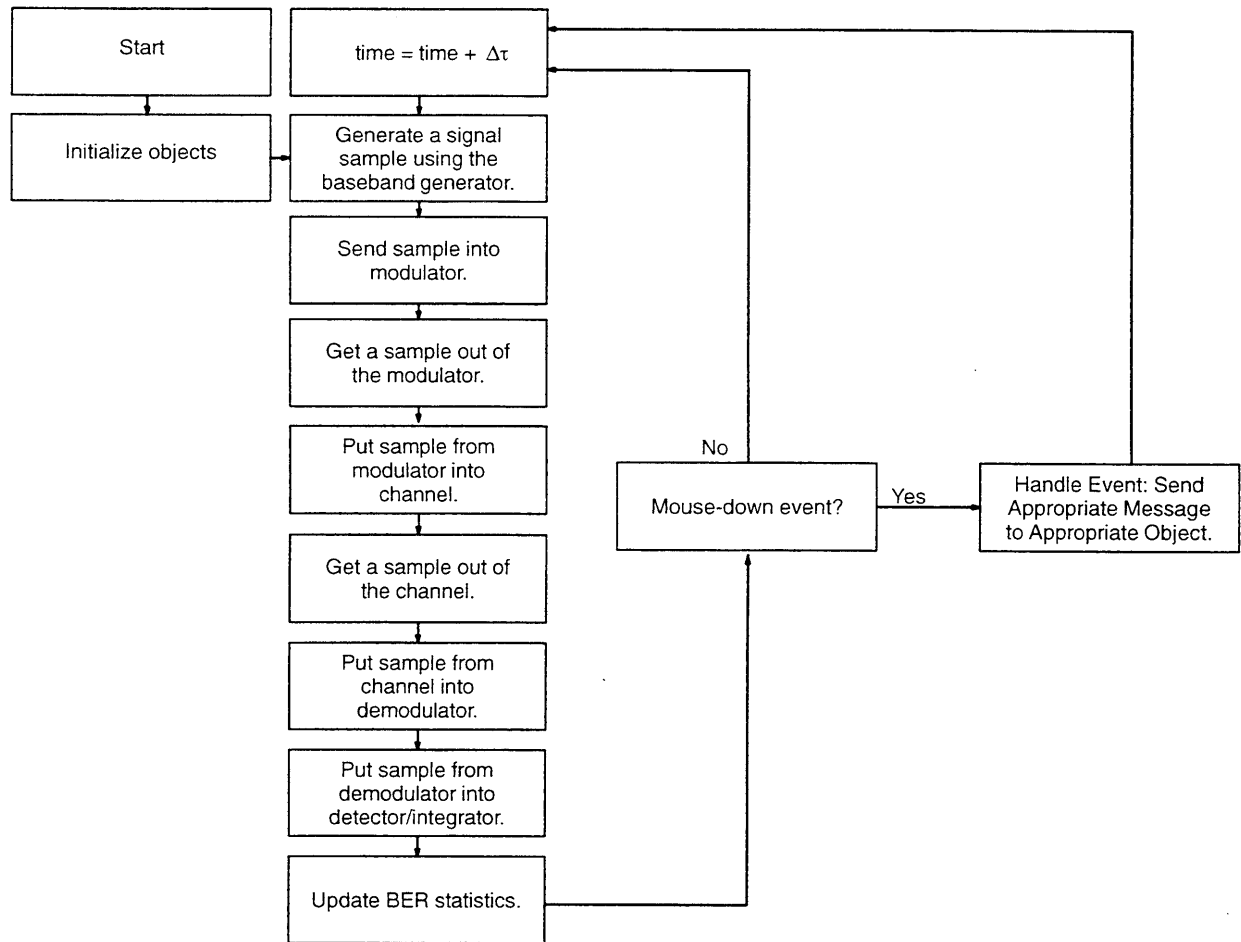 Start
Initialize objects
time = time + Δτ
Generate a signal
sample using the
baseband generator.
Send sample into
modulator.
Get a sample out of
the modulator.
Put sample from
modulator into
channel.
Get a sample out of
the channel.
Put sample from
channel into
demodulator.
Put sample from
demodulator into
detector/integrator.
Update BER statistics.
No
Mouse-down event?
Yes
Handle Event: Send
Appropriate Message
to Appropriate Object.